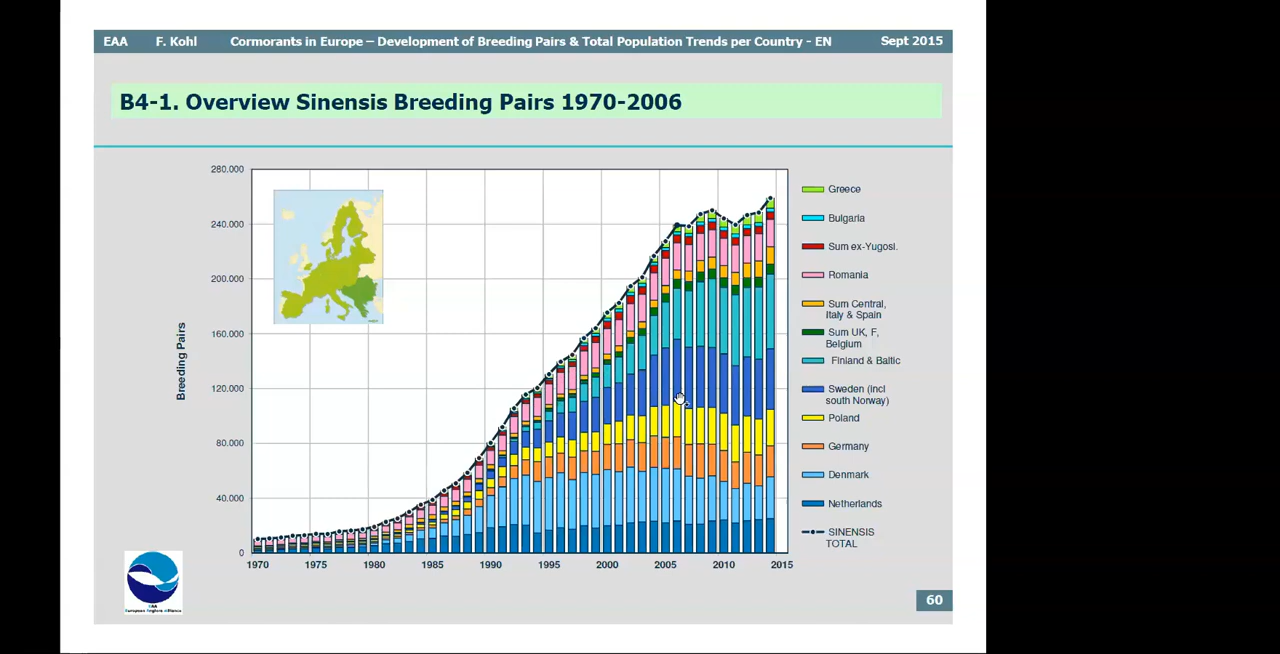 EAA F. Kohl Cormorants in Europe – Development of Breeding Pairs & Total Population Trends per Country - EN Sept 2015
B4-1. Overview Sinensis Breeding Pairs 1970-2006
Breeding Pairs
280.000
240.000
200.000
160.000
120.000
80.000
40.000
0
1970 1975 1980 1985 1990 1995 2000 2005 2010 2015
Greece
Bulgaria
Sum ex-Yugosl.
Romania
Sum Central,
Italy & Spain
Sum UK, F,
Belgium
Finland & Baltic
Sweden (incl
south Norway)
Poland
Germany
Denmark
Netherlands
SINENSIS
TOTAL
EAA
European Anglers Alliance
60